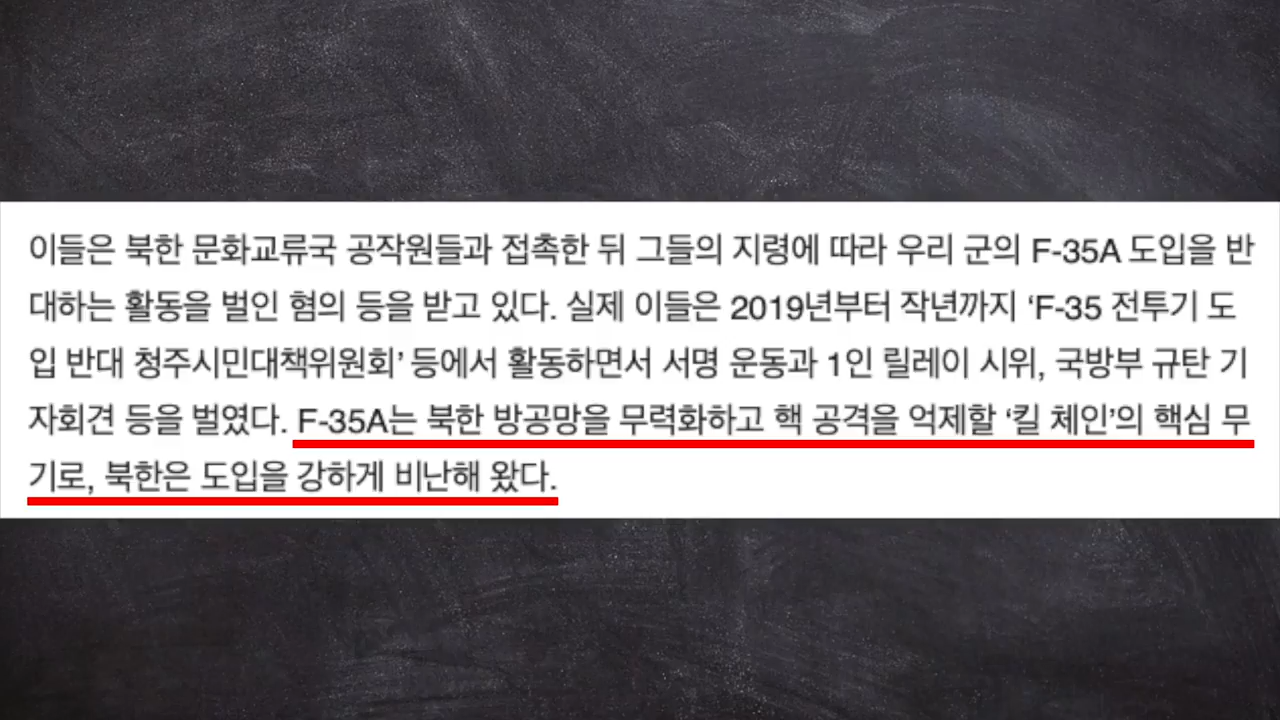 이들은 북한 문화교류국 공작원들과 접촉한 뒤 그들의 지령에 따라 우리 군의 F-35A 도입을 반
대하는 활동을 벌인 혐의 등을 받고 있다. 실제 이들은 2019년부터 작년까지 ‘F-35 전투기 도
입 반대 청주시민대책위원회’ 등에서 활동하면서 서명 운동과 1인 릴레이 시위, 국방부 규탄 기
자회견 등을 벌였다. F-35A는 북한 방공망을 무력화하고 핵 공격을 억제할 ‘킬 체인’의 핵심 무
기로, 북한은 도입을 강하게 비난해 왔다.